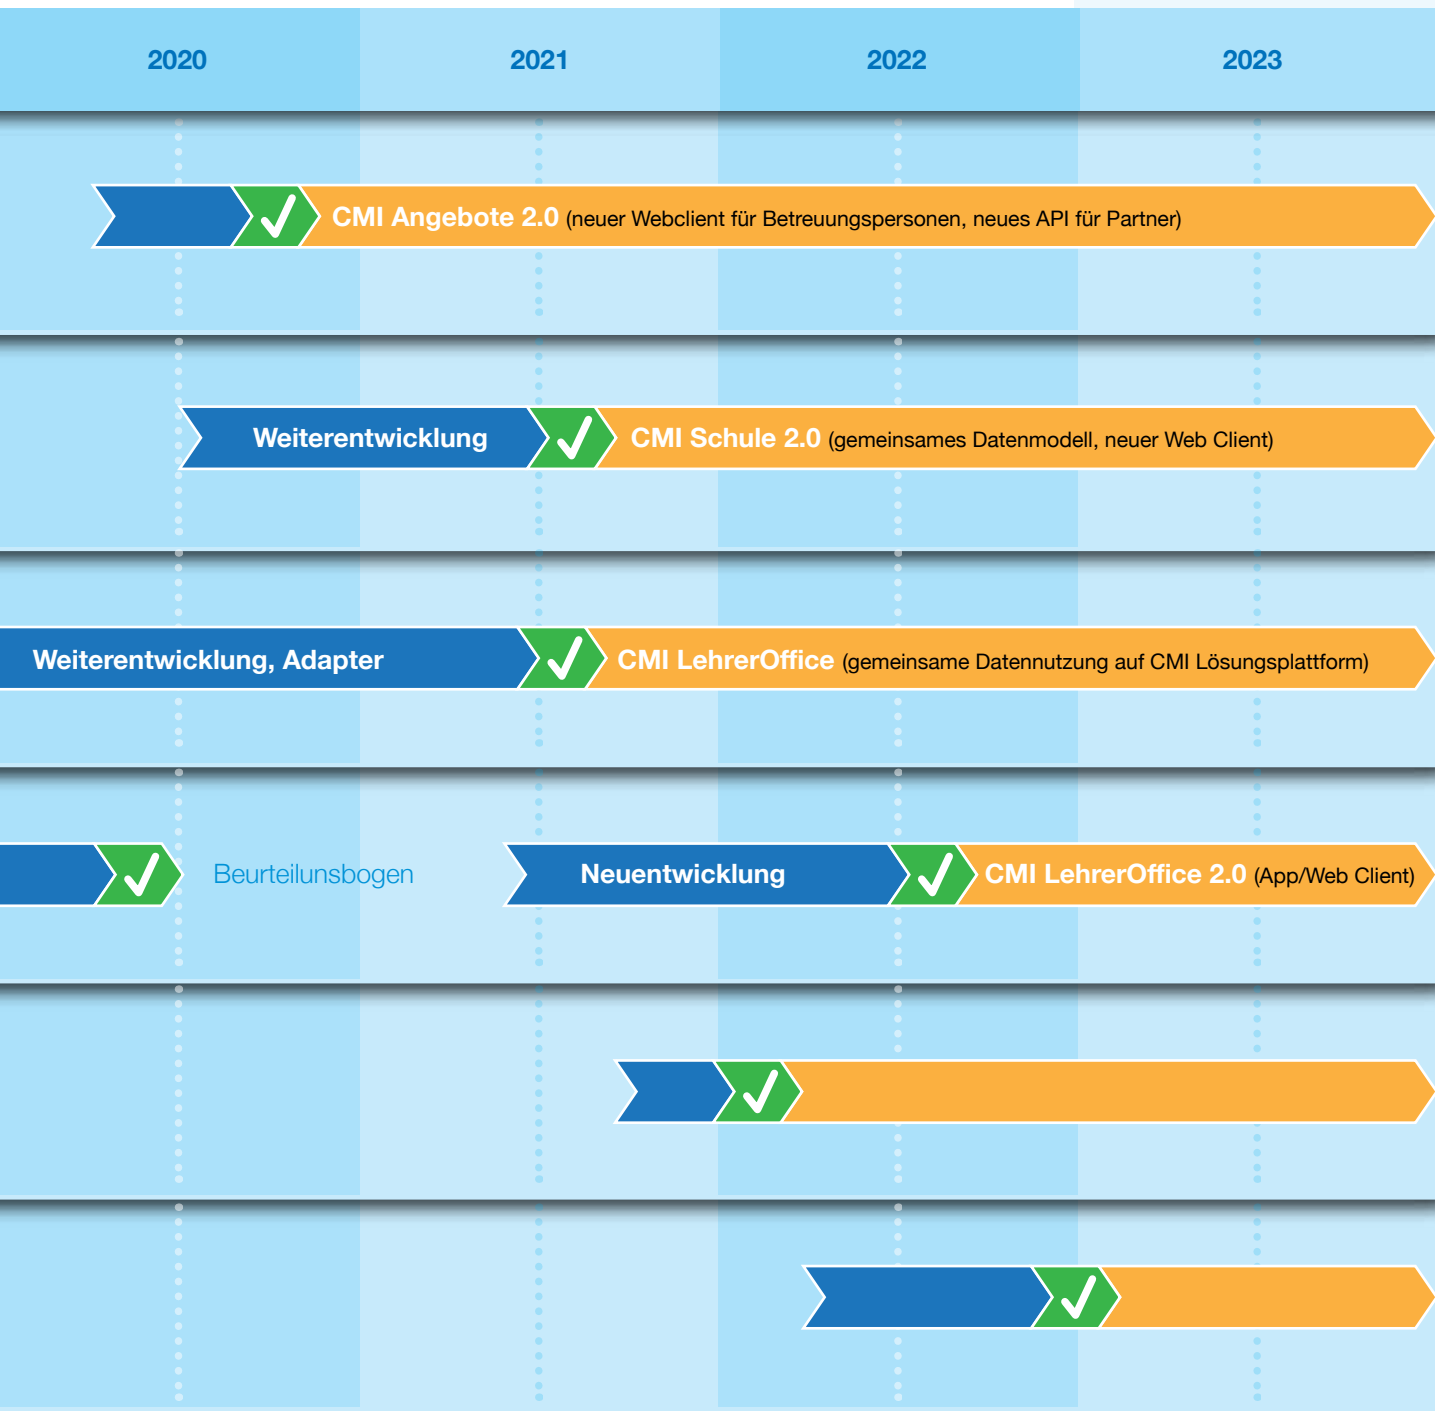 2020 2021 2022 2023
CMI Angebote 2.0 (neuer Webclient für Betreuungspersonen, neues API für Partner)
Weiterentwicklung CMI Schule 2.0 (gemeinsames Datenmodell, neuer Web Client)
Weiterentwicklung, Adapter CMI LehrerOffice (gemeinsame Datennutzung auf CMI Lösungsplattform)
Beurteilunsbogen Neuentwicklung CMI LehrerOffice 2.0 (App/Web Client)